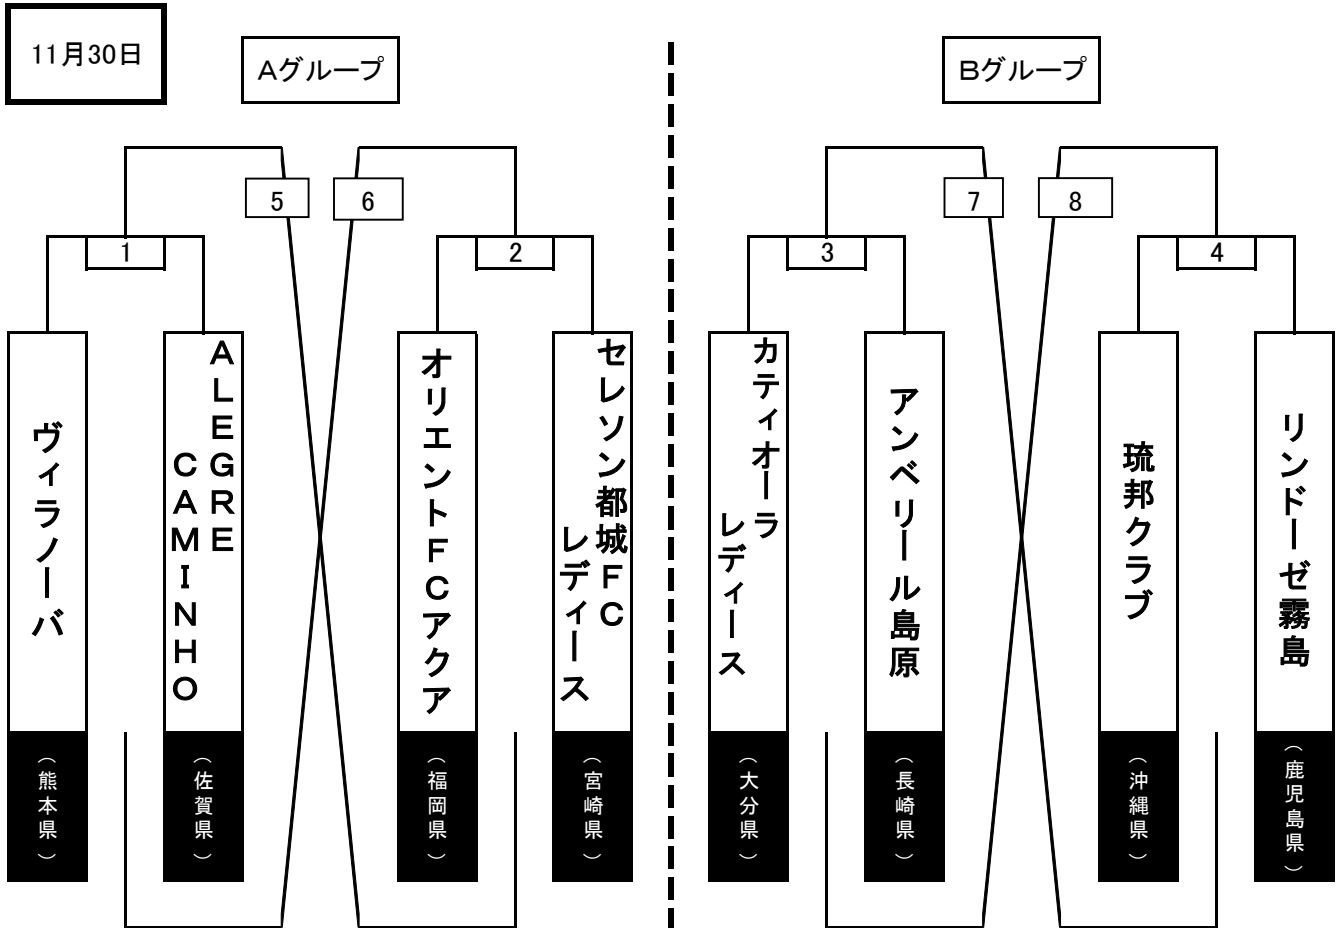 11月30日
Aグループ
Bグループ
5
6
7
8
1
2
3
4
ヴィラノーバ
ALEGRE
CAMINHO
オリエントFCアクア
セレソン都城FC
レディース
カティオーラ
レディース
アンベリール島原
琉邦クラブ
リンドーゼ霧島
（熊本県）
（佐賀県）
（福岡県）
（宮崎県）
（大分県）
（長崎県）
（沖縄県）
（鹿児島県）